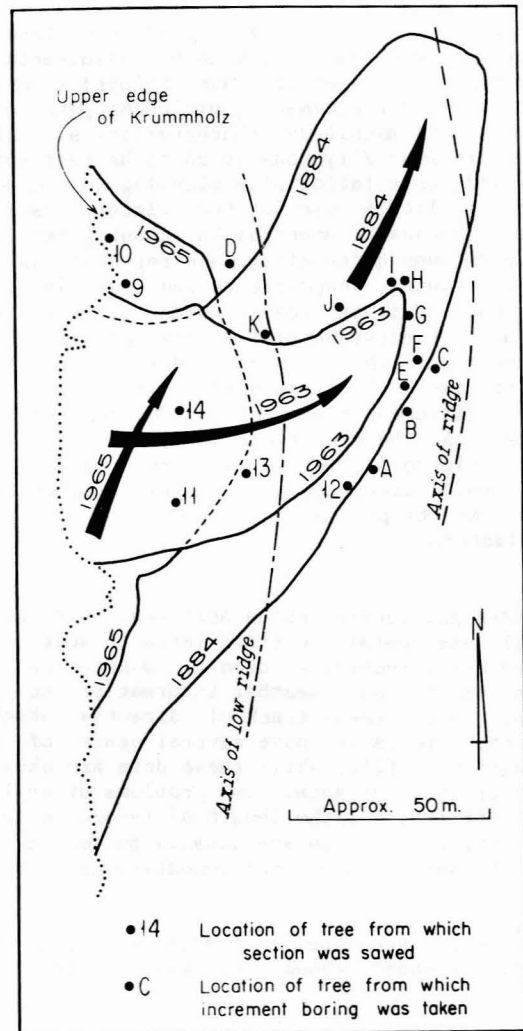 Upper edge
of Krummholz
10
9
1965
D
1884
1884
K
J
I
H
G
F
C
E
B
A
1963
1963
1965
14
13
11
12
1965
1884
Axis of low ridge
Axis of ridge
N
Approx. 50 m.
•14 Location of tree from which
section was sawed
•C Location of tree from which
increment boring was taken